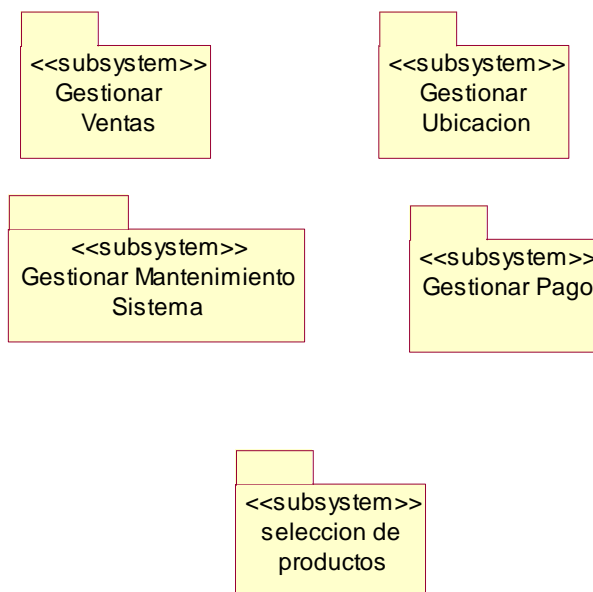 <<subsystem>>
Gestionar
Ventas
<<subsystem>>
Gestionar
Ubicacion
<<subsystem>>
Gestionar Mantenimiento
Sistema
<<subsystem>>
Gestionar Pago
<<subsystem>>
seleccion de
productos